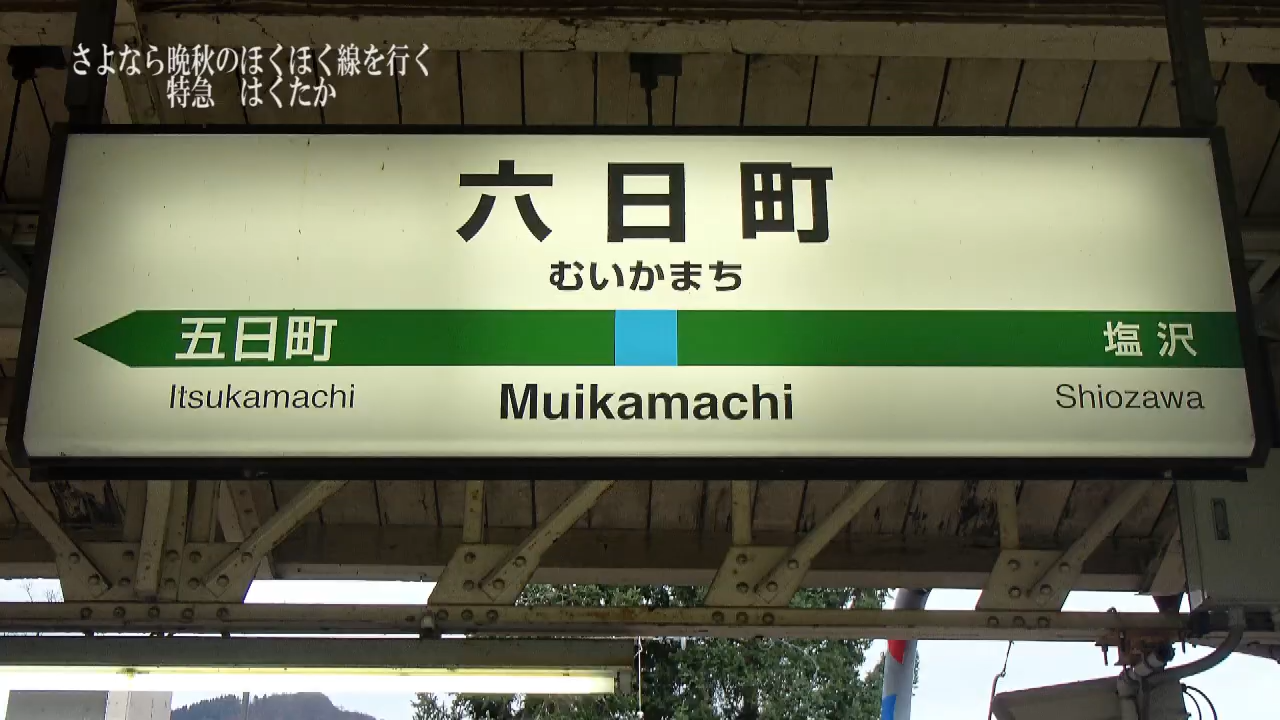 さよなら晩秋のほくほく線を行く
特急　はくたか
六日町
むいかまち
五日町
塩沢
Itsukamachi
Muikamachi
Shiozawa